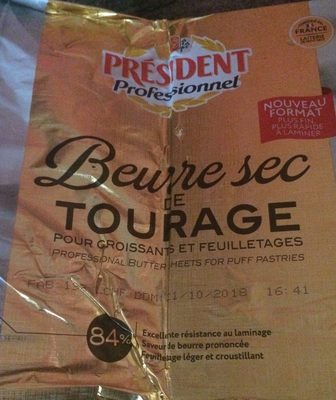 PRÉSIDENT
Professionnel
FRANCE
LAITERIE
NOUVEAU
FORMAT
PLUS FIN,
PLUS RAPIDE
À LAMINER
Beurre sec
DE
TOURAGE
POUR CROISSANTS ET FEUILLETAGES
PROFESSIONAL BUTTER SHEETS FOR PUFF PASTRIES
FAB 11/10/2018 16:41
84%
Excellente résistance au laminage
Saveur de beurre prononcée
Feuilletage léger et croustillant